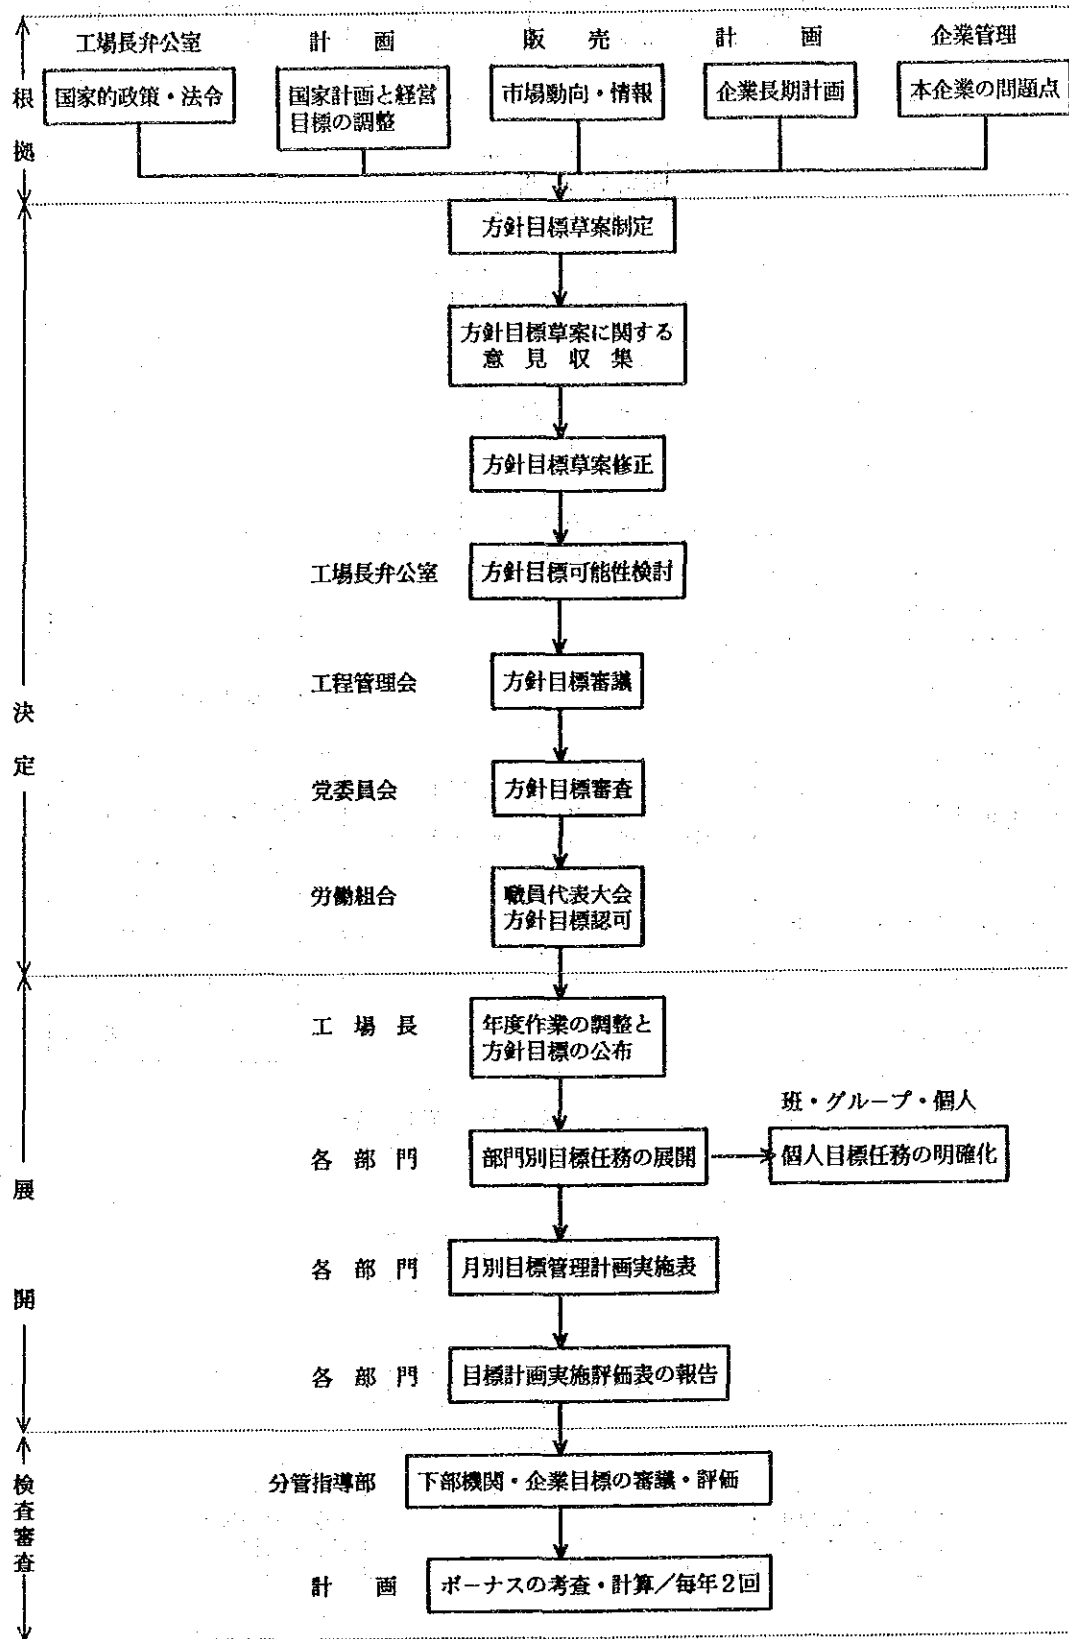 工場長弁公室
計　画
販　売
計　画
企業管理
国家的政策・法令
国家計画と経営
目標の調整
市場動向・情報
企業長期計画
本企業の問題点
根拠
方針目標草案制定
方針目標草案に関する
意　見　収　集
方針目標草案修正
工場長弁公室
方針目標可能性検討
工程管理会
方針目標審議
決定
党委員会
方針目標審査
労働組合
職員代表大会
方針目標認可
工　場　長
年度作業の調整と
方針目標の公布
班・グループ・個人
各　部　門
部門別目標任務の展開
個人目標任務の明確化
展開
各　部　門
月別目標管理計画実施表
各　部　門
目標計画実施評価表の報告
検査審査
分管指導部
下部機関・企業目標の審議・評価
計　画
ボーナスの考査・計算／毎年2回